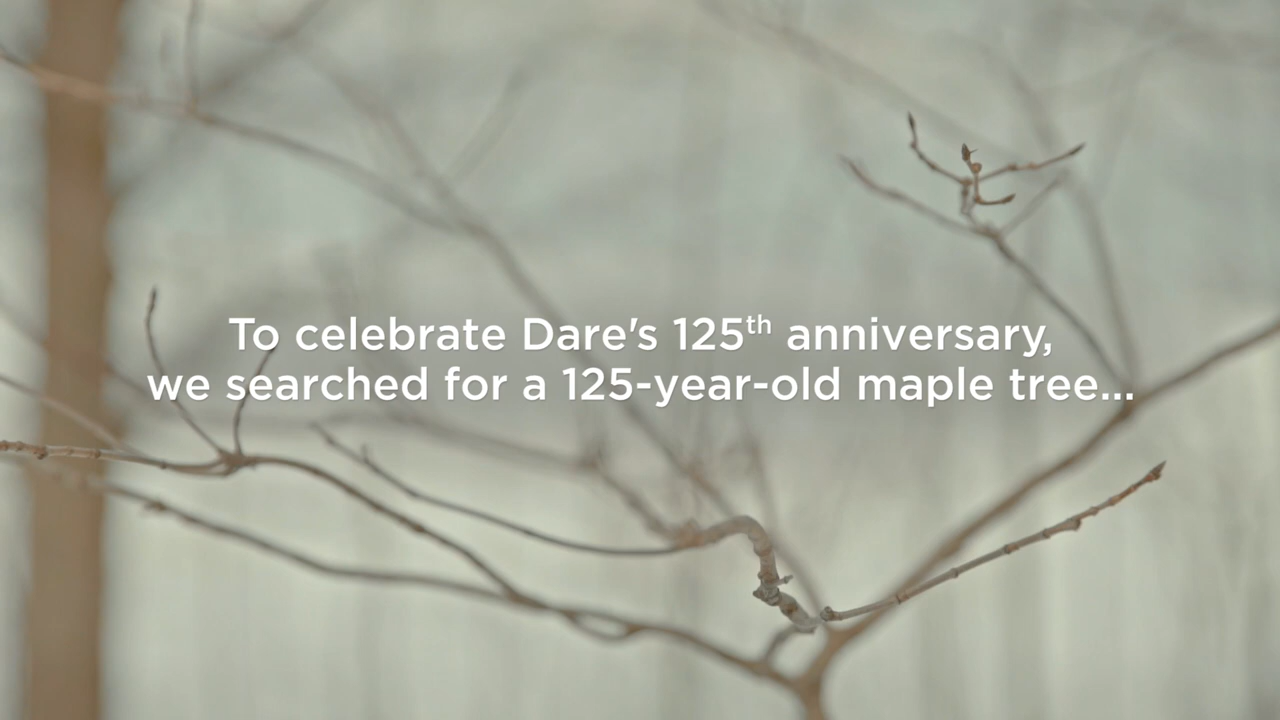 To celebrate Dare's 125th anniversary,
we searched for a 125-year-old maple tree...